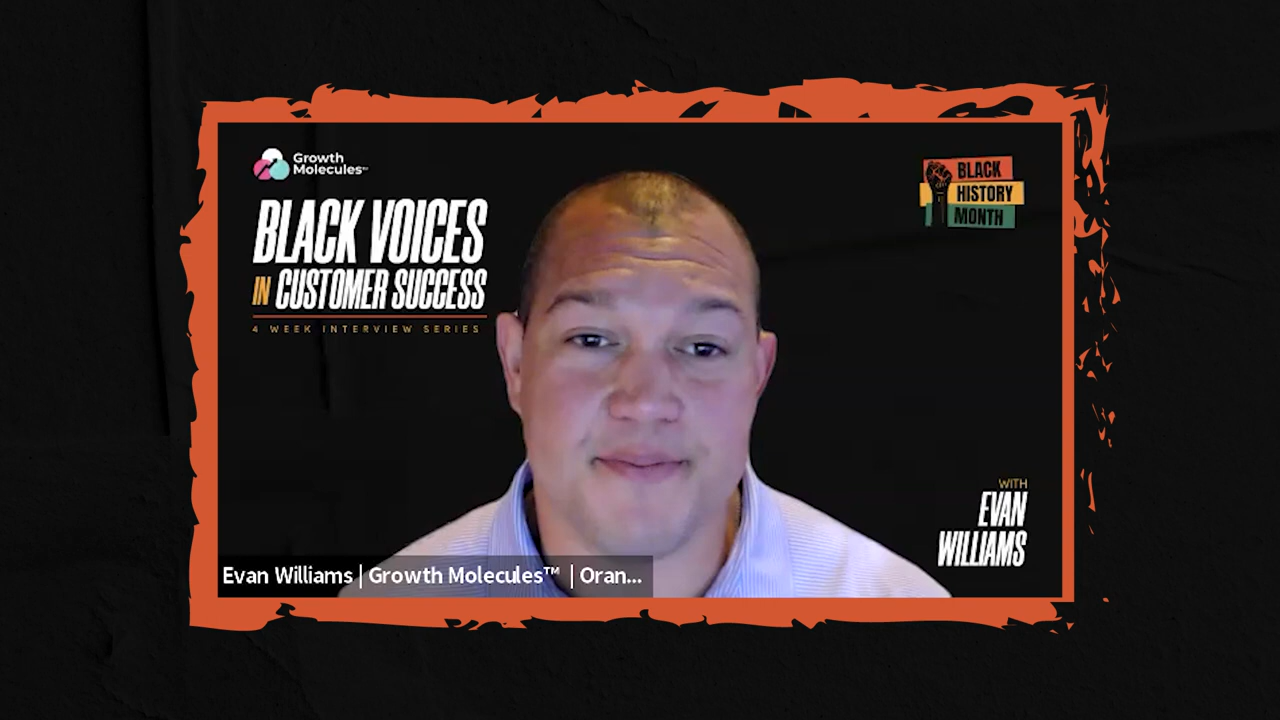 Growth
Molecules™
BLACK VOICES
IN CUSTOMER SUCCESS
4 WEEK INTERVIEW SERIES
BLACK
HISTORY
MONTH
WITH
EVAN
WILLIAMS
Evan Williams | Growth Molecules™ | Oran...